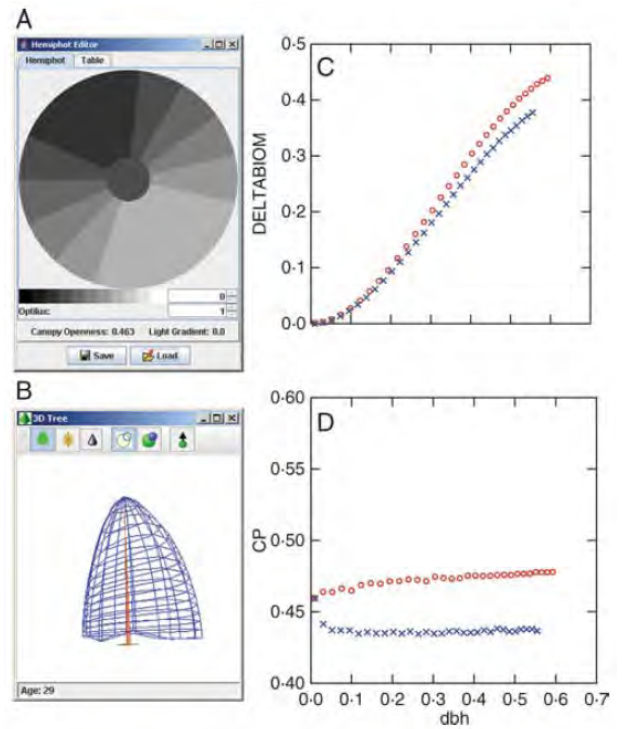 A
Hemiphot Editor
Hemiphot Table
0
Optilux: 1
Canopy Openness: 0.463 Light Gradient: 0.0
Save Load
B
3D Tree
Age: 29
C
DELTABIOM
0·5
0·4
0·3
0·2
0·1
0·0
D
CP
0·60
0·55
0·50
0·45
0·40
0·0 0·1 0·2 0·3 0·4 0·5 0·6 0·7
dbh